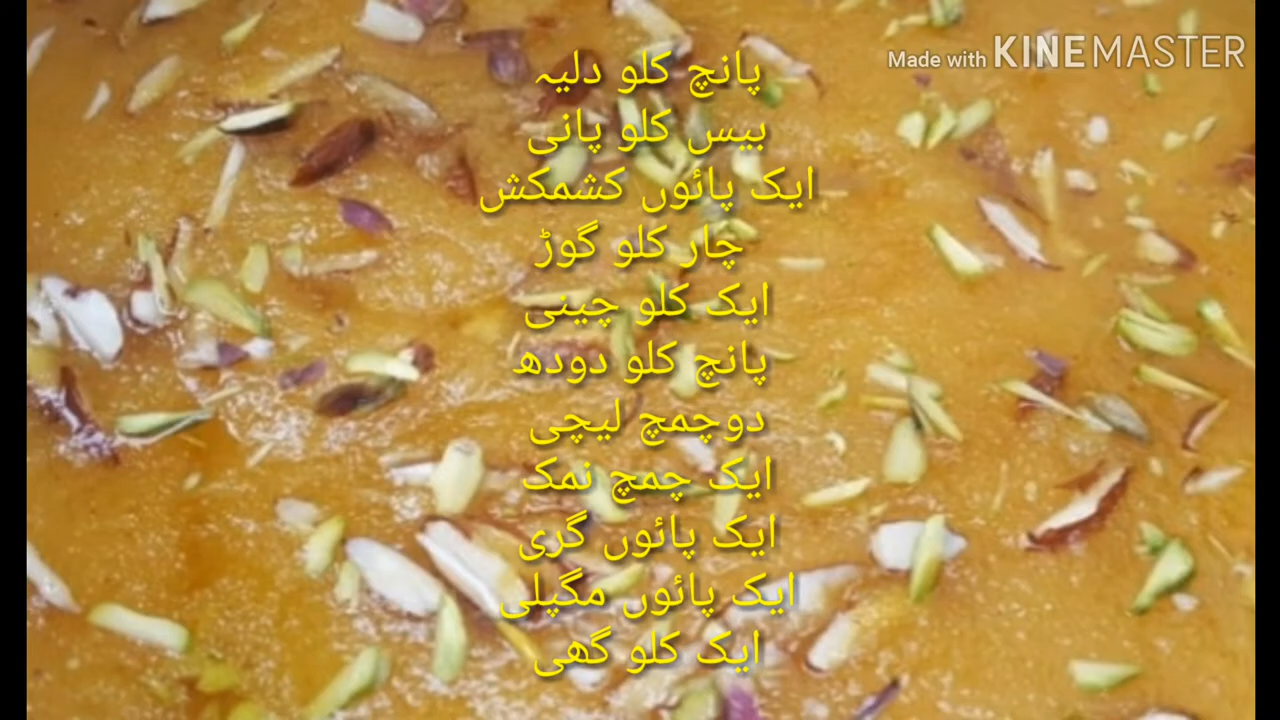 Made with KINEMASTER
پانچ کلو دلیہ
بیس کلو پانی
ایک پائوں کشمکش
چار کلو گوڑ
ایک کلو چینی
پانچ کلو دودھ
دوچمچ لیچی
ایک چمچ نمک
ایک پائوں گری
ایک پائوں مگپلی
ایک کلو گھی